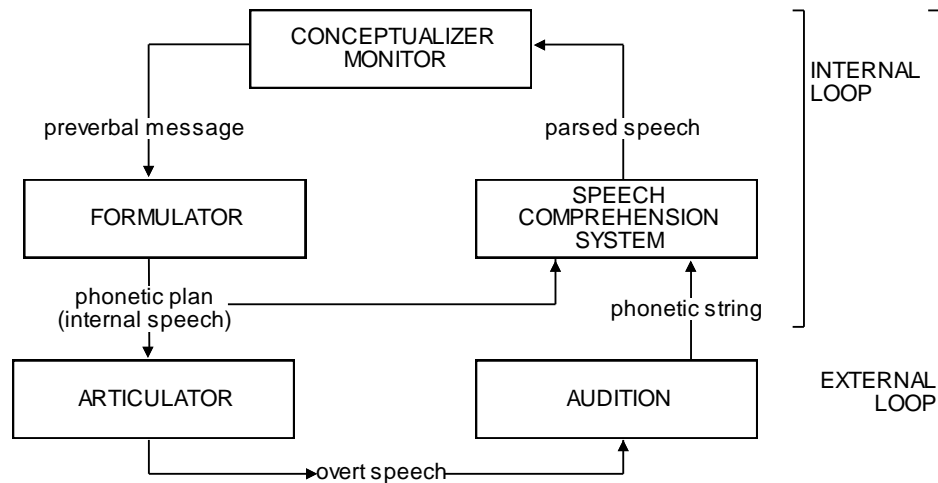 CONCEPTUALIZER
MONITOR
INTERNAL
LOOP
preverbal message
parsed speech
FORMULATOR
SPEECH
COMPREHENSION
SYSTEM
phonetic plan
(internal speech)
phonetic string
ARTICULATOR
AUDITION
EXTERNAL
LOOP
overt speech